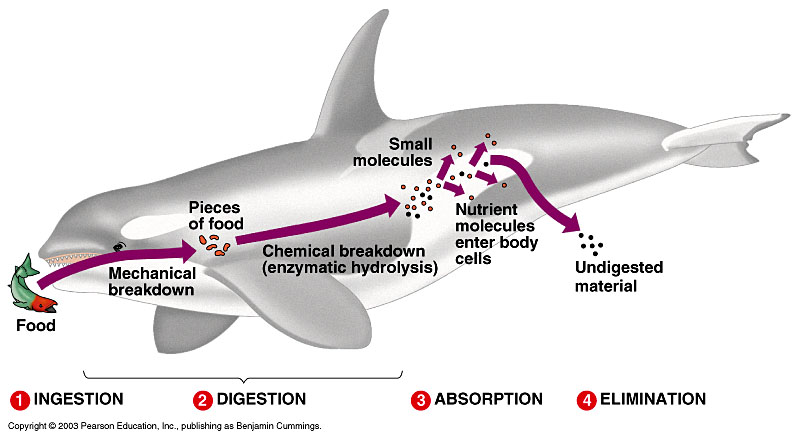 Small
molecules
Pieces
of food
Nutrient
molecules
enter body
cells
Chemical breakdown
(enzymatic hydrolysis)
Mechanical
breakdown
Undigested
material
Food
1 INGESTION
2 DIGESTION
3 ABSORPTION
4 ELIMINATION
Copyright © 2003 Pearson Education, Inc., publishing as Benjamin Cummings.